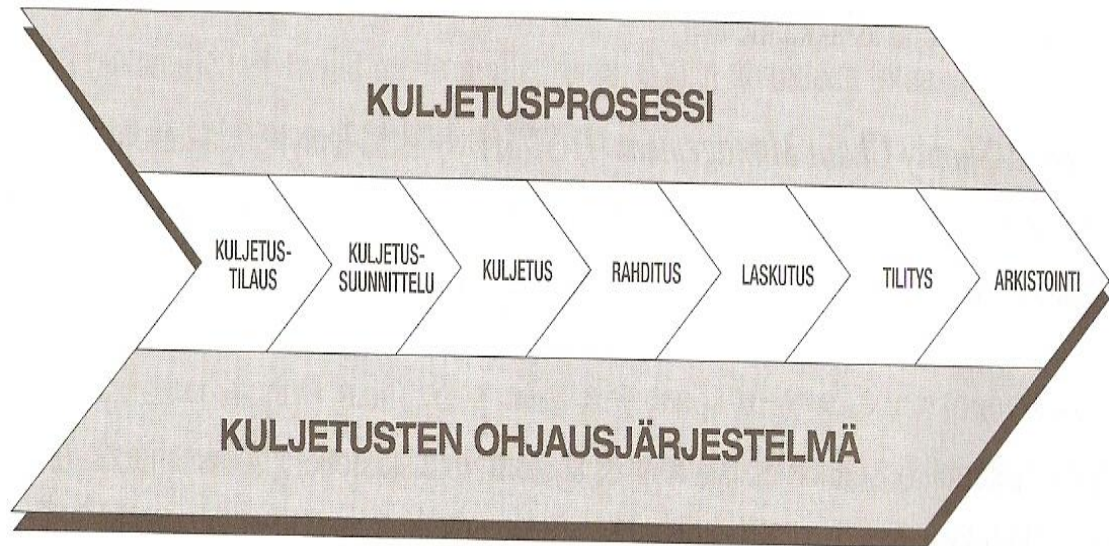 KULJETUSPROSESSI
KULJETUS-
TILAUS
KULJETUS-
SUUNNITTELU
KULJETUS
RAHDITUS
LASKUTUS
TILITYS
ARKISTOINTI
KULJETUSTEN OHJAUSJÄRJESTELMÄ